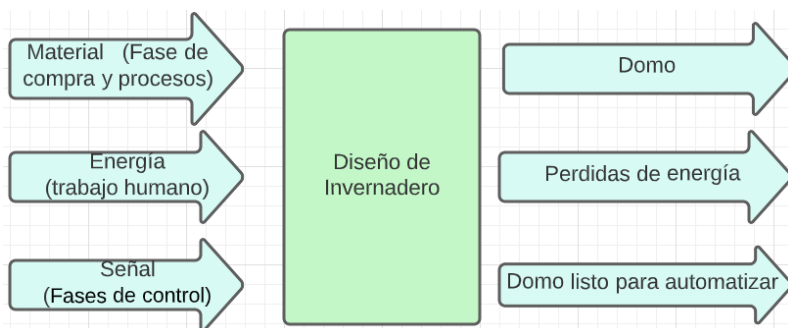 Material (Fase de
compra y procesos)
Energía
(trabajo humano)
Señal
(Fases de control)
Diseño de
Invernadero
Domo
Perdidas de energía
Domo listo para automatizar